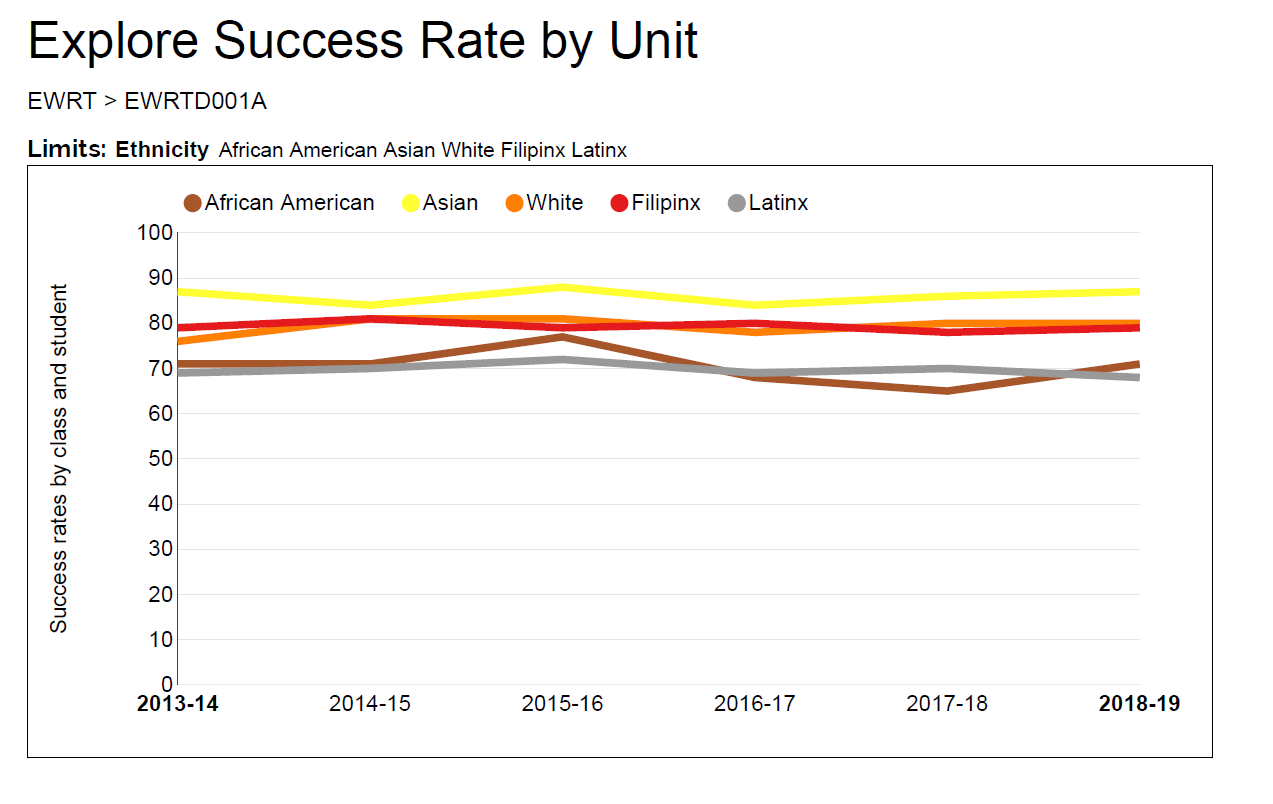 Explore Success Rate by Unit
EWRT > EWRTD001A
Limits: Ethnicity African American Asian White Filipinx Latinx
African American Asian White Filipinx Latinx
Success rates by class and student
100
90
80
70
60
50
40
30
20
10
0
2013-14 2014-15 2015-16 2016-17 2017-18 2018-19